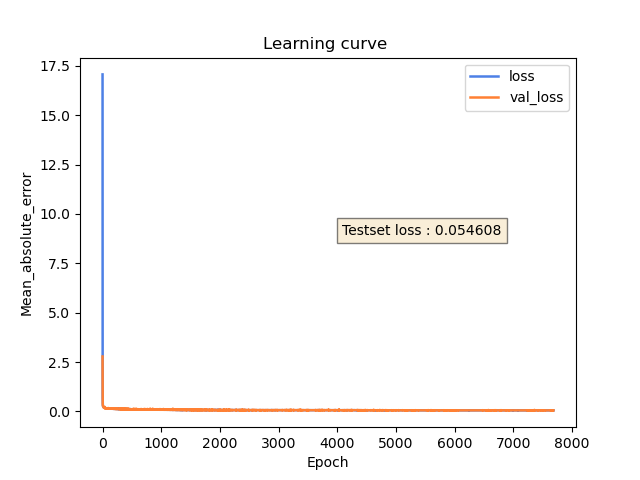 Learning curve
loss
val_loss
Testset loss : 0.054608
Mean_absolute_error
17.5
15.0
12.5
10.0
7.5
5.0
2.5
0.0
0 1000 2000 3000 4000 5000 6000 7000 8000
Epoch